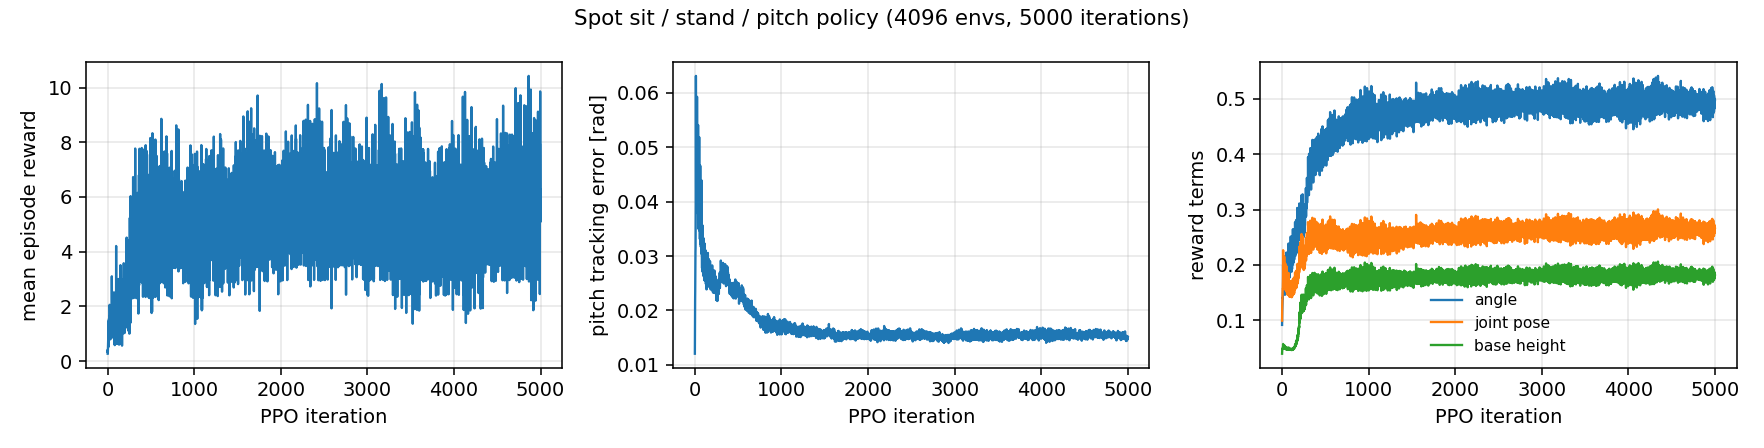 Spot sit / stand / pitch policy (4096 envs, 5000 iterations)
mean episode reward
10
8
6
4
2
0
0 1000 2000 3000 4000 5000
PPO iteration
pitch tracking error [rad]
0.06
0.05
0.04
0.03
0.02
0.01
0 1000 2000 3000 4000 5000
PPO iteration
reward terms
0.5
0.4
0.3
0.2
0.1
angle
joint pose
base height
0 1000 2000 3000 4000 5000
PPO iteration